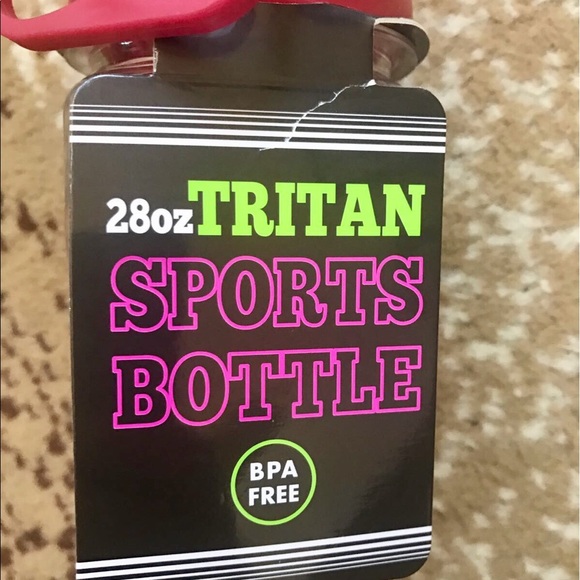 28oz TRITAN
SPORTS
BOTTLE
BPA
FREE